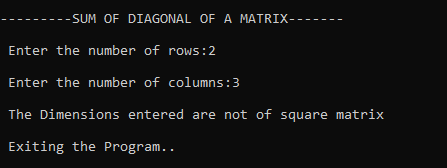 ---------SUM OF DIAGONAL OF A MATRIX-------
Enter the number of rows:2
Enter the number of columns:3
The Dimensions entered are not of square matrix
Exiting the Program..